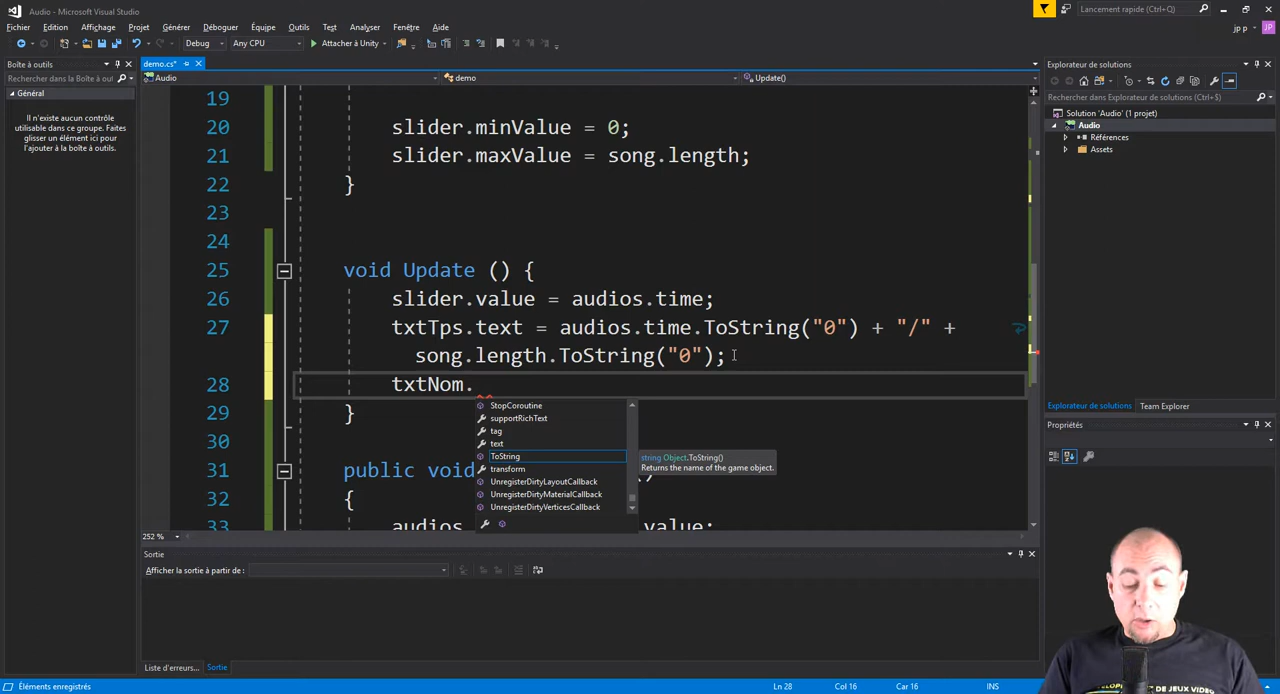 Audio - Microsoft Visual Studio
Lancement rapide (Ctrl+Q)
Fichier Edition Affichage Projet Générer Déboguer Équipe Outils Test Analyser Fenêtre Aide
jp p
JP
Debug Any CPU Attacher à Unity
Boîte à outils
demo.cs*
Explorateur de solutions
Rechercher dans la Boîte à outi
Audio demo Update()
Général
Il n'existe aucun contrôle
utilisable dans ce groupe. Faites
glisser un élément ici pour
l'ajouter à la boîte à outils.
Rechercher dans Explorateur de solutions (Ctrl+$)
Solution 'Audio' (1 projet)
Audio
Références
Assets
19
20 slider.minValue = 0;
21 slider.maxValue = song.length;
22 }
23
24
25 void Update () {
26 slider.value = audios.time;
27 txtTps.text = audios.time.ToString("0") + "/" +
song.length.ToString("0");
28 txtNom.
29 }
30
31 public void ()
32 {
33 audios. .value;
StopCoroutine
supportRichText
tag
text
ToString
transform
UnregisterDirtyLayoutCallback
UnregisterDirtyMaterialCallback
UnregisterDirtyVerticesCallback
string Object.ToString()
Returns the name of the game object.
Explorateur de solutions Team Explorer
Propriétés
252 %
Sortie
Afficher la sortie à partir de :
Liste d'erreurs... Sortie
Éléments enregistrés Ln 28 Col 16 Car 16 INS
DE JEUX VIDEO